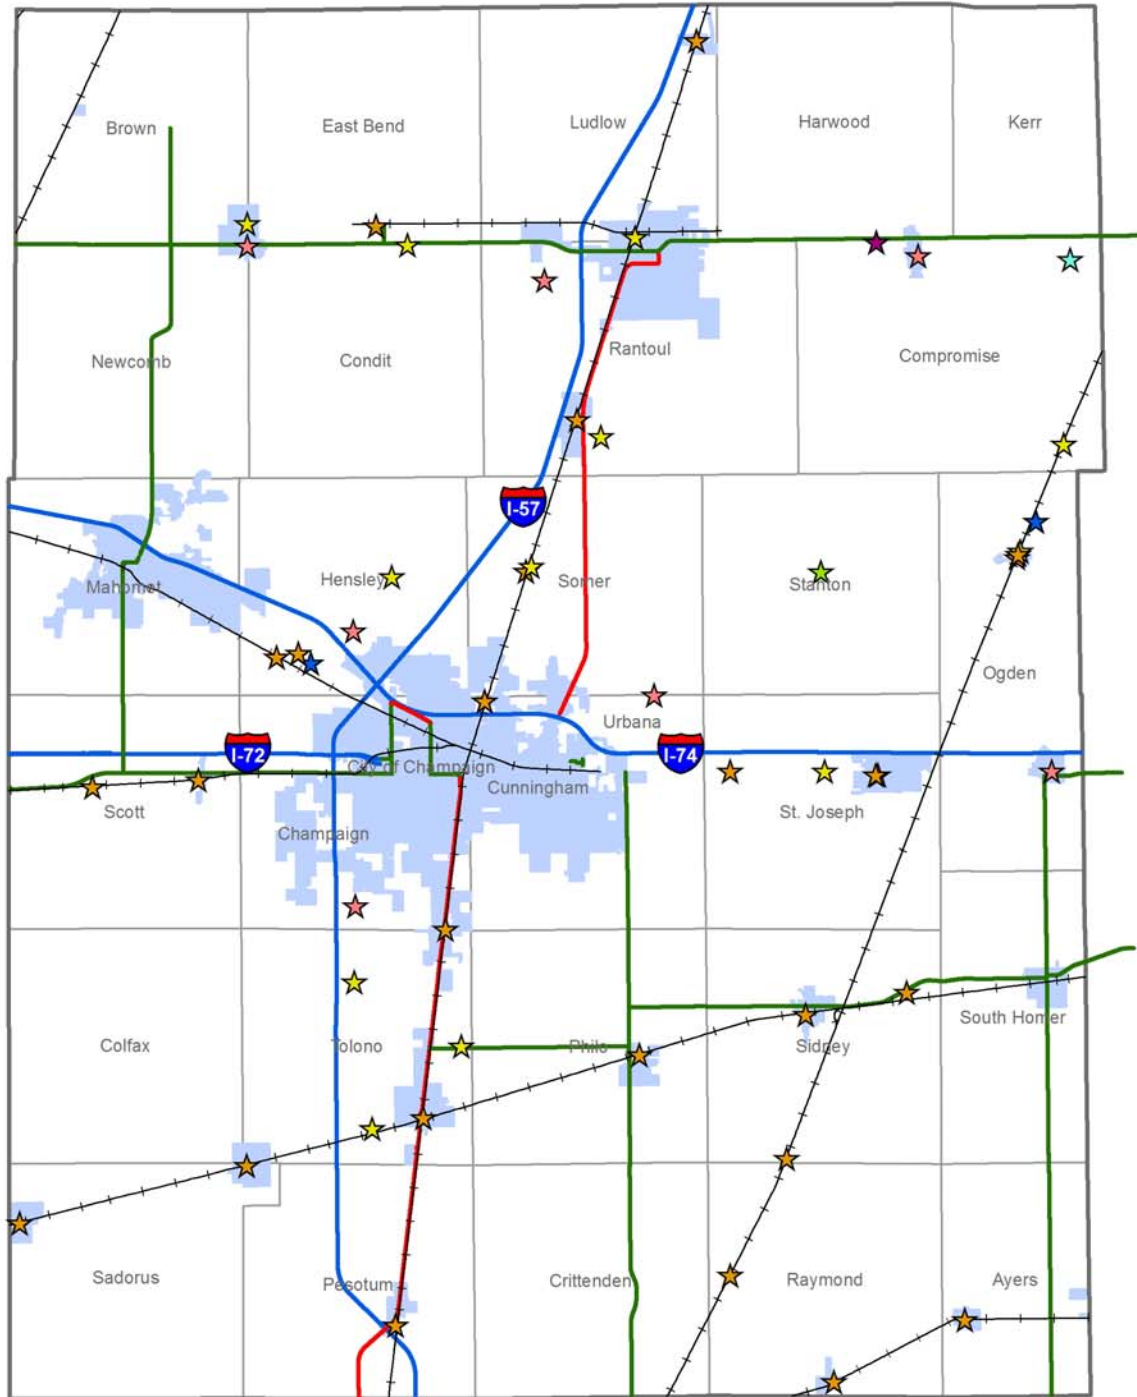 Brown
East Bend
Ludlow
Harwood
Kerr
Newcomb
Condit
Rantoul
Compromise
I-57
Mahomet
Hensley
Somer
Stanton
Ogden
Urbana
I-72
City of Champaign
I-74
Cunningham
Scott
Champaign
St. Joseph
Colfax
Tolono
Philo
Sidney
South Homer
Sadorus
Pesotum
Crittenden
Raymond
Ayers